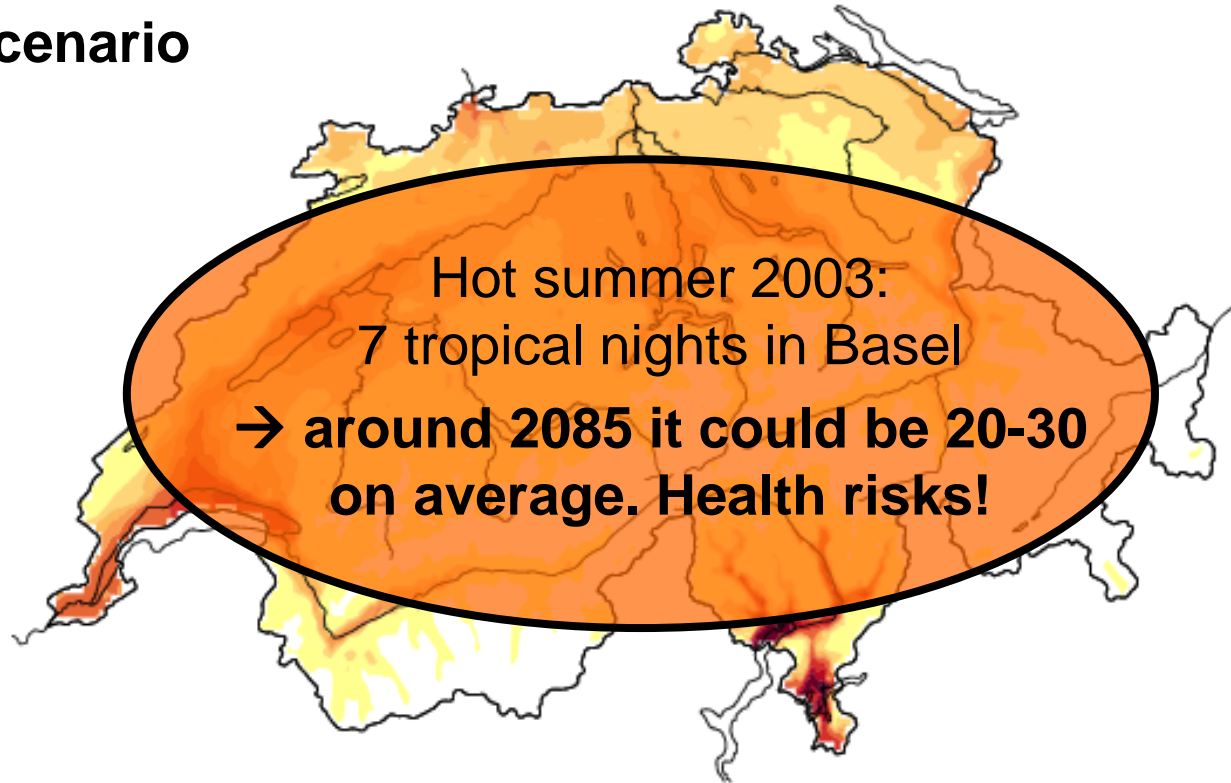 cenario
Hot summer 2003:
7 tropical nights in Basel
→ around 2085 it could be 20-30
on average. Health risks!